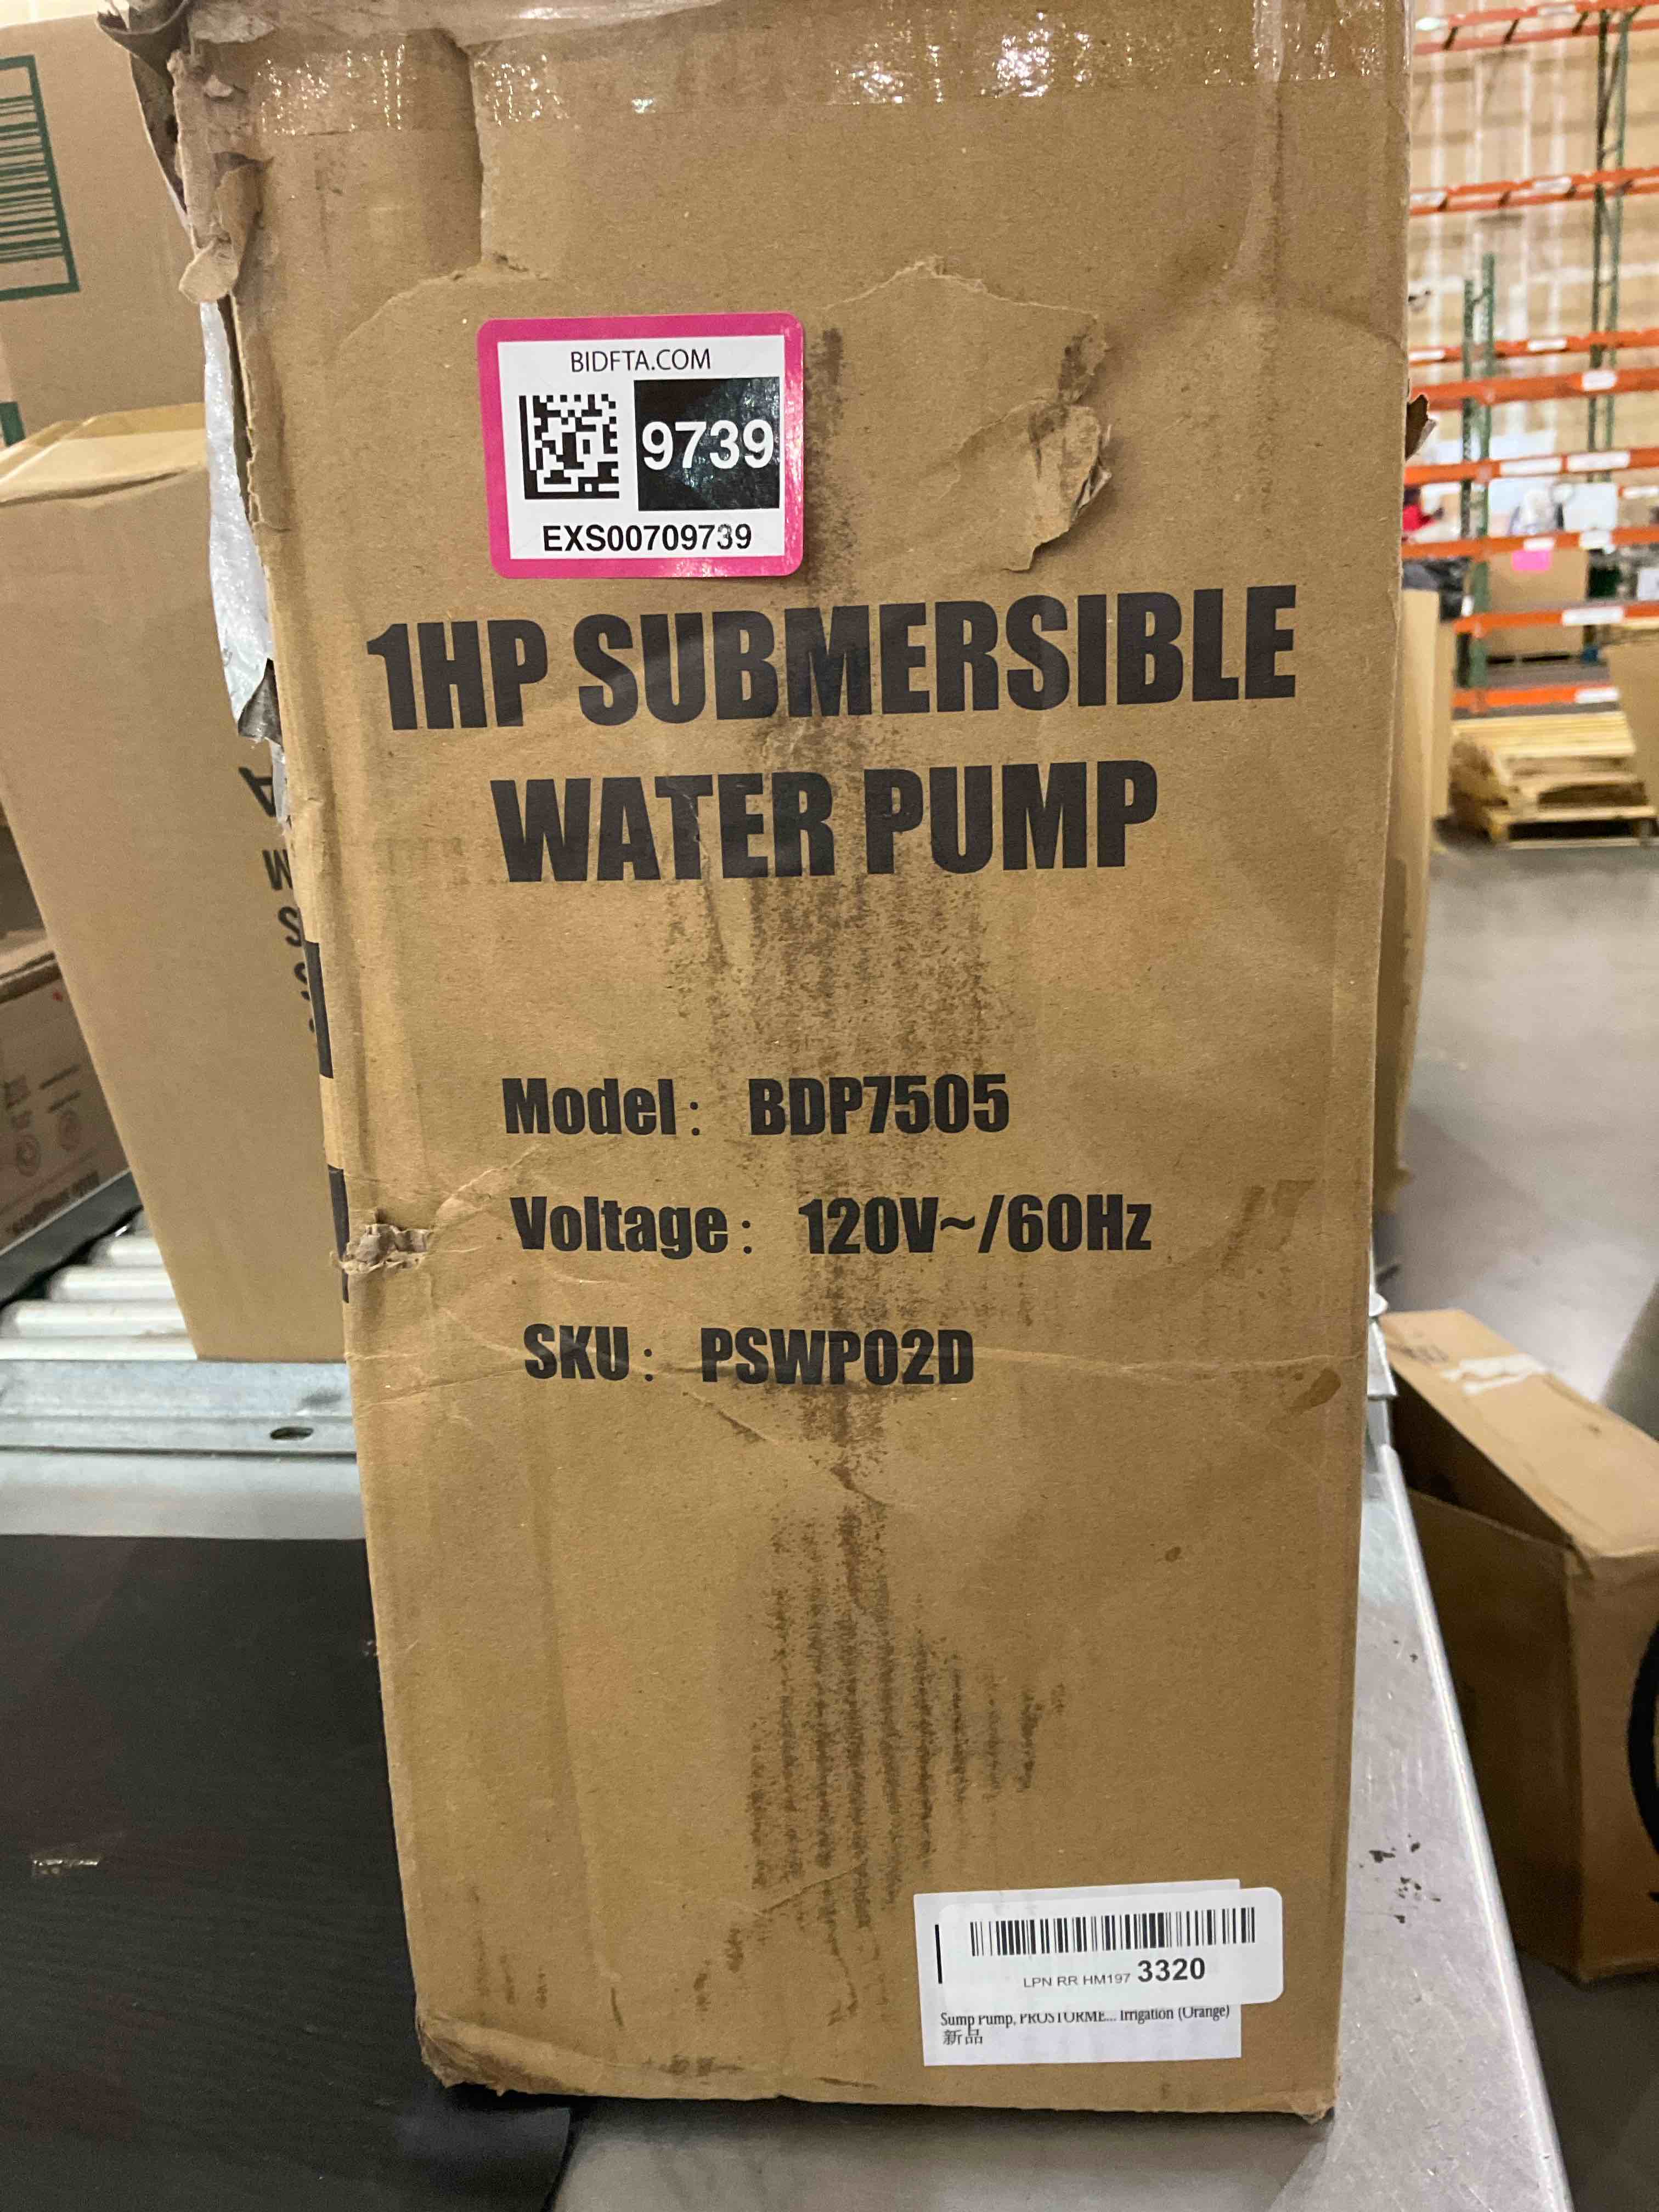 BIDFTA.COM
9739
EXS00709739
1HP SUBMERSIBLE
WATER PUMP
Model: BDP7505
Voltage: 120V~/60Hz
SKU: PSWP02D
LPN RR HM197 3320
Sump Pump, PROSTORME... Irrigation (Orange)
新品